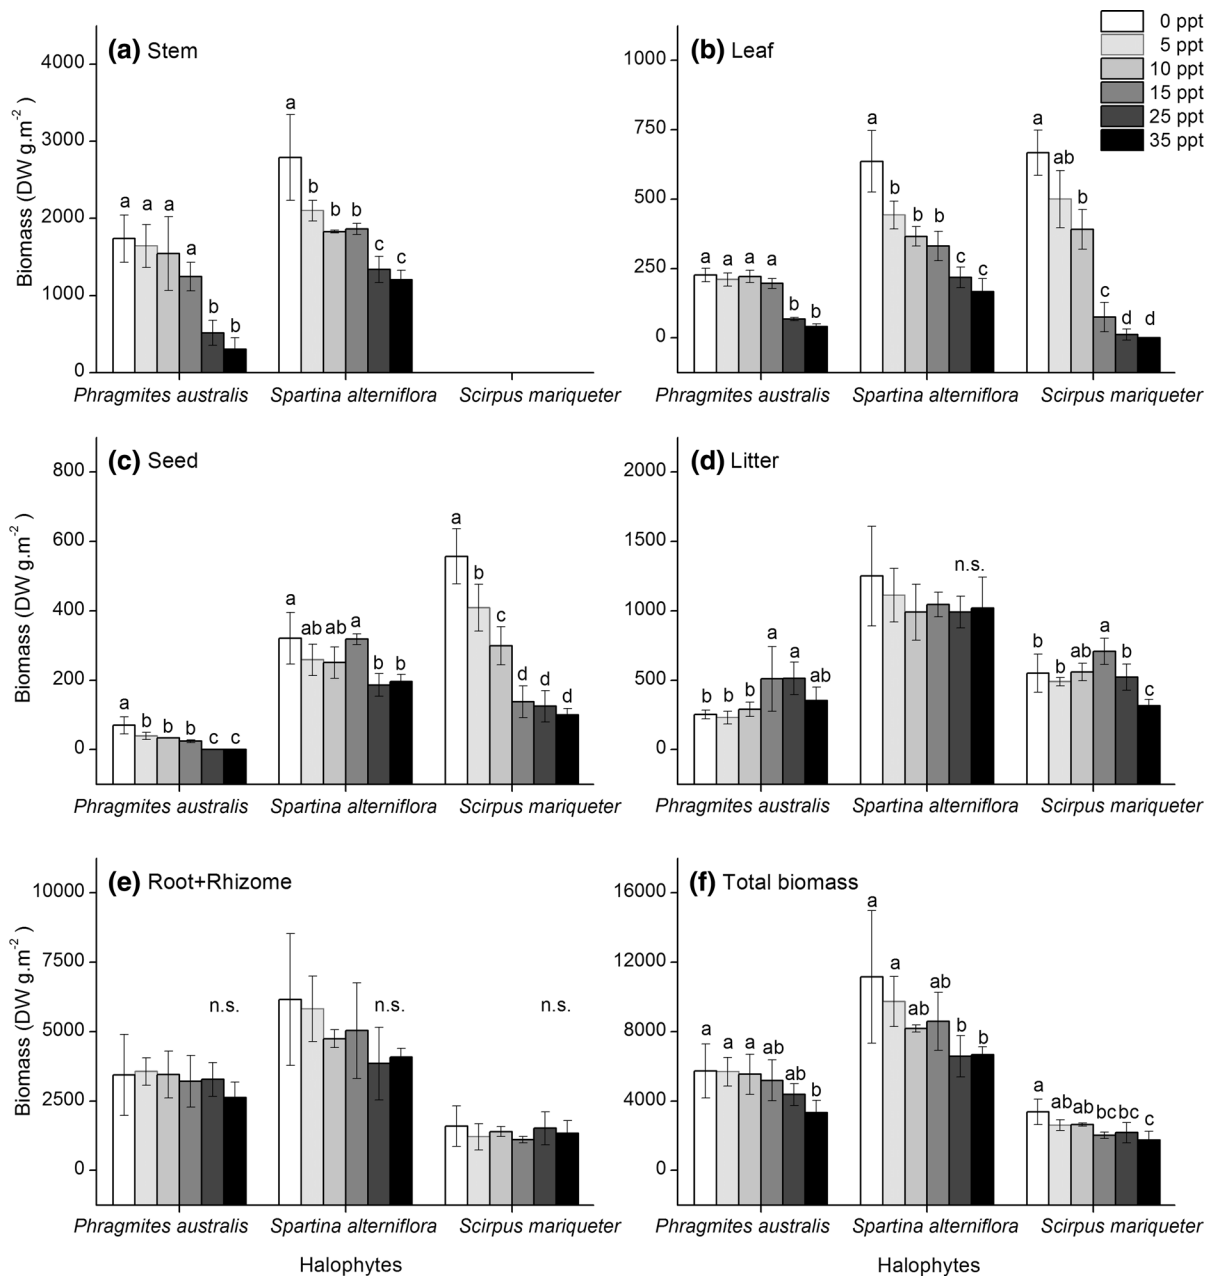 (a) Stem
Biomass (DW g.m-2 )
4000
3000
2000
1000
0
a a a a b b
a b b b c c
Phragmites australis Spartina alterniflora Scirpus mariqueter
(b) Leaf
1000
750
500
250
0
a a a a b b
a b b b c c
a ab b c d d
Phragmites australis Spartina alterniflora Scirpus mariqueter
0 ppt
5 ppt
10 ppt
15 ppt
25 ppt
35 ppt
(c) Seed
Biomass (DW g.m-2 )
800
600
400
200
0
a b b b c c
a ab ab a b b
a b c d d d
Phragmites australis Spartina alterniflora Scirpus mariqueter
(d) Litter
2000
1500
1000
500
0
b b b a a ab
n.s.
b b ab a b c
Phragmites australis Spartina alterniflora Scirpus mariqueter
(e) Root+Rhizome
Biomass (DW g.m-2 )
10000
7500
5000
2500
0
n.s. n.s. n.s.
Phragmites australis Spartina alterniflora Scirpus mariqueter
Halophytes
(f) Total biomass
16000
12000
8000
4000
0
a a a ab ab b
a a ab ab b b
a ab ab bc bc c
Phragmites australis Spartina alterniflora Scirpus mariqueter
Halophytes